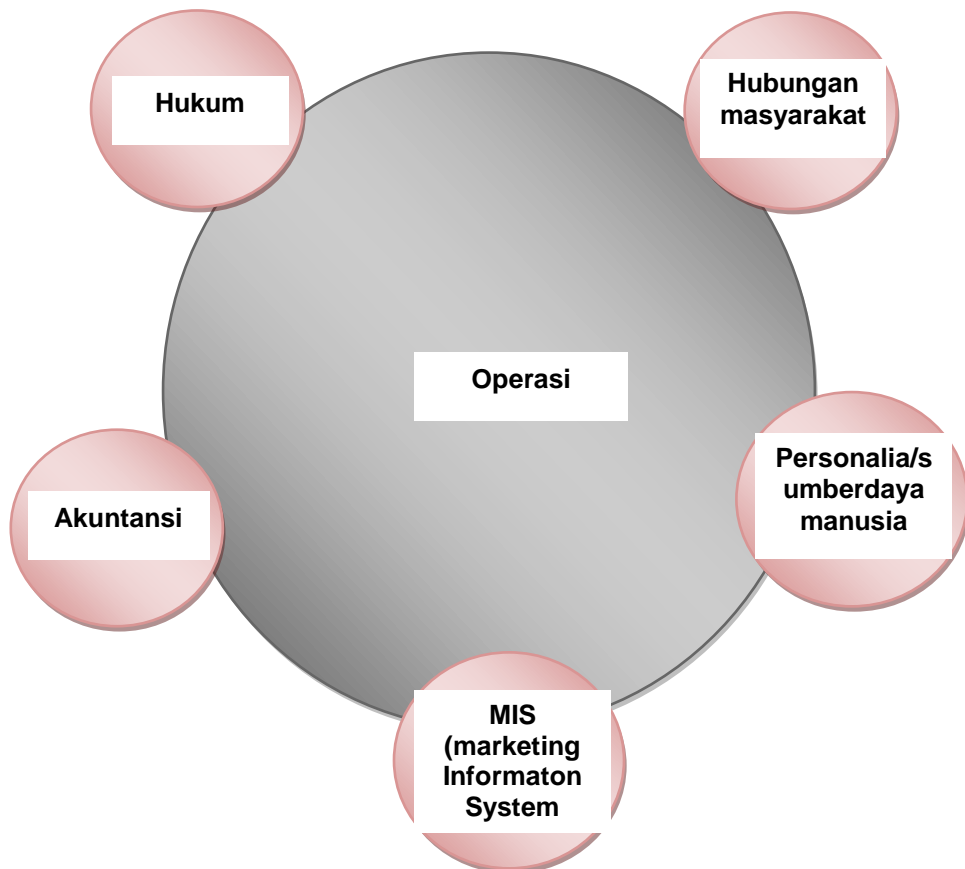 Hukum
Hubungan
masyarakat
Operasi
Personalia/s
umberdaya
manusia
Akuntansi
MIS
(marketing
Informaton
System